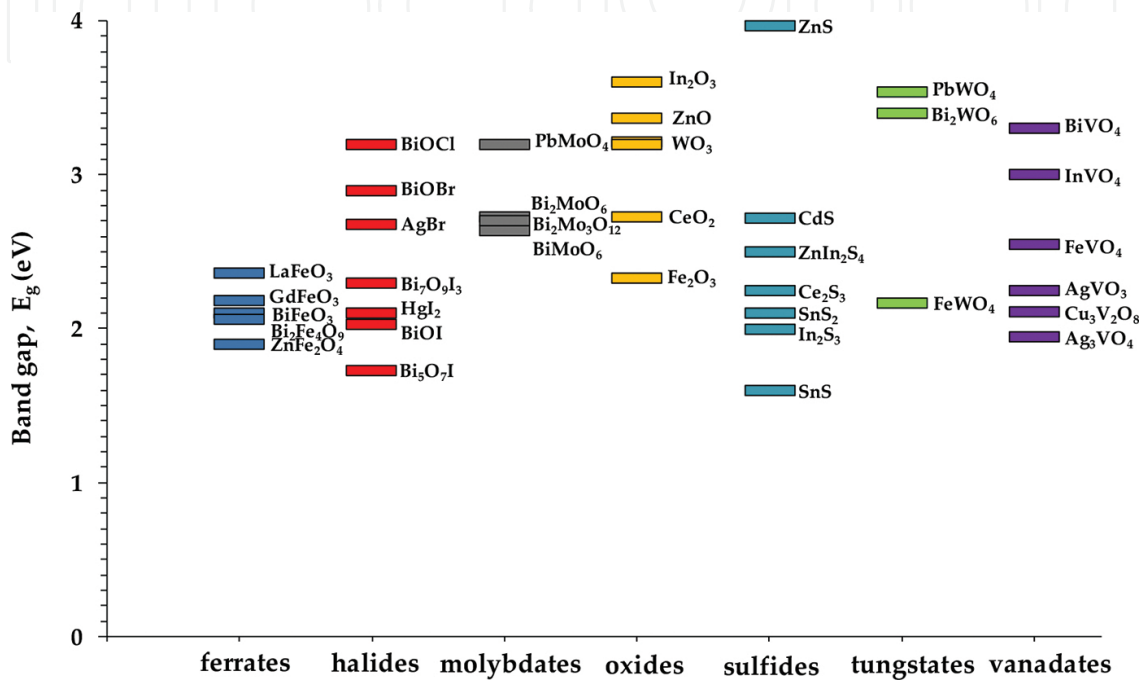 Band gap, E₉ (eV)
4
3
2
1
0
LaFeO₃
GdFeO₃
BiFeO₃
Bi₂Fe₄O₉
ZnFe₂O₄
BiOCl
BiOBr
AgBr
Bi₇O₉I₃
HgI₂
BiOI
Bi₅O₇I
PbMoO₄
Bi₂MoO₆
Bi₂Mo₃O₁₂
BiMoO₆
In₂O₃
ZnO
WO₃
CeO₂
Fe₂O₃
ZnS
CdS
ZnIn₂S₄
Ce₂S₃
SnS₂
In₂S₃
SnS
PbWO₄
Bi₂WO₆
FeWO₄
BiVO₄
InVO₄
FeVO₄
AgVO₃
Cu₃V₂O₈
Ag₃VO₄
ferrates halides molybdates oxides sulfides tungstates vanadates